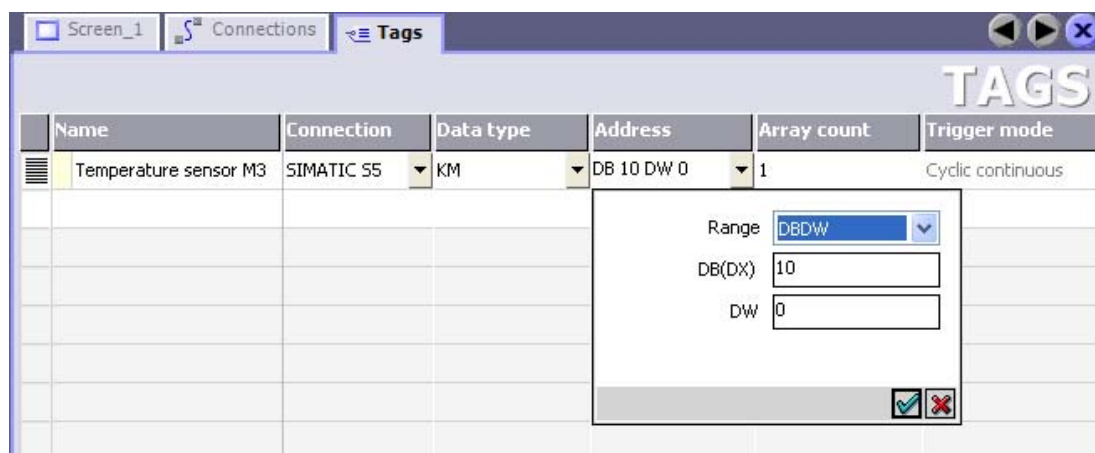 Screen_1 Connections Tags
TAGS
Name Connection Data type Address Array count Trigger mode
Temperature sensor M3 SIMATIC S5 KM DB 10 DW 0 1 Cyclic continuous
Range DBDW
DB(DX) 10
DW 0